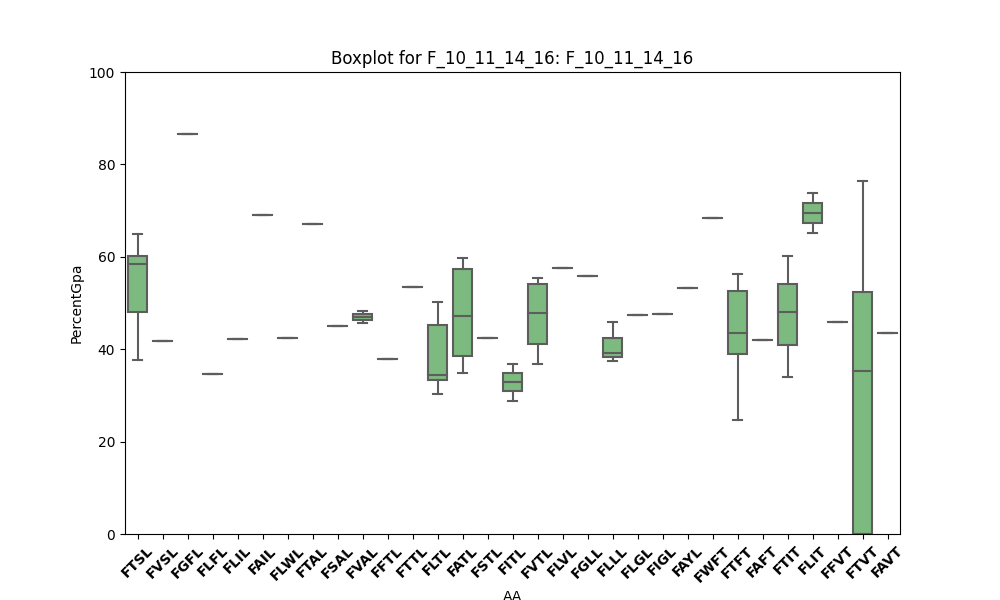 Boxplot for F_10_11_14_16: F_10_11_14_16
PercentGpa
100
80
60
40
20
0
FTSL
FVSL
FGFL
FLFL
FLIL
FAIL
FLWL
FTAL
FSAL
FVAL
FFTL
FTTL
FLTL
FATL
FSTL
FITL
FVTL
FLVL
FGLL
FLLL
FLGL
FIGL
FAYL
FWFT
FTFT
FAFT
FTIT
FLIT
FFVT
FTVT
FAVT
AA